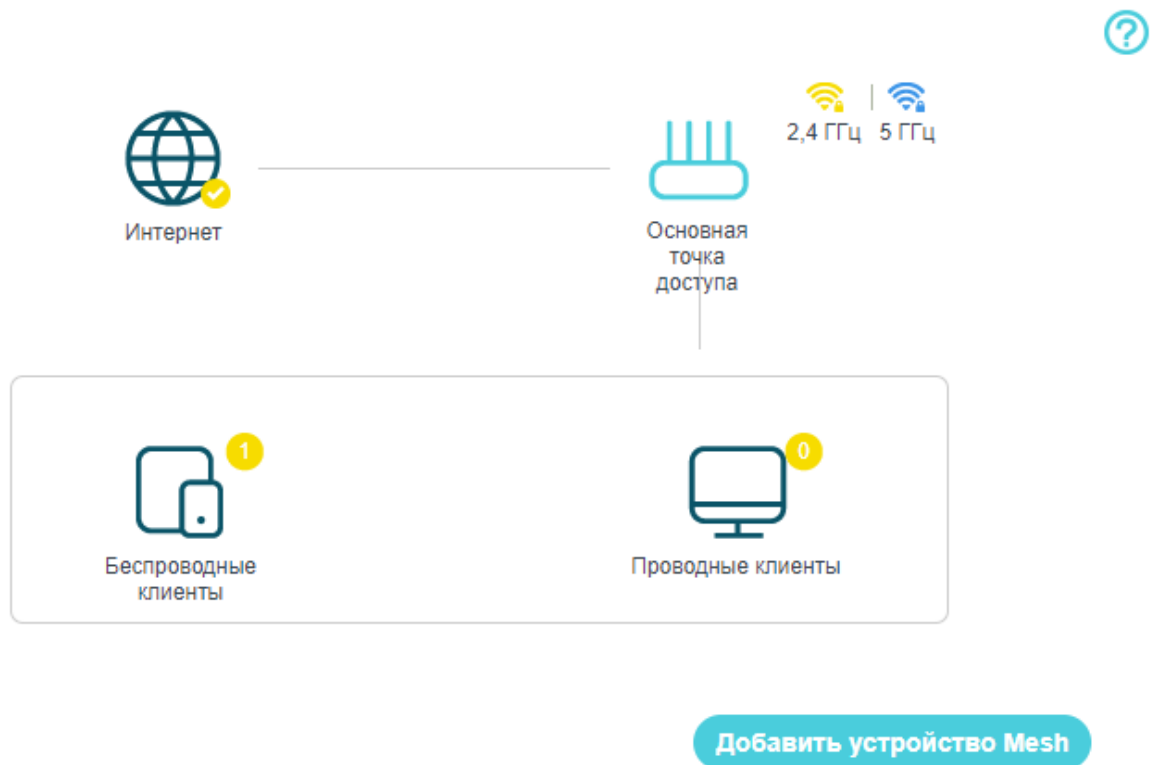 ?
2,4 ГГц 5 ГГц
Интернет
Основная
точка
доступа
1
0
Беспроводные
клиенты
Проводные клиенты
Добавить устройство Mesh